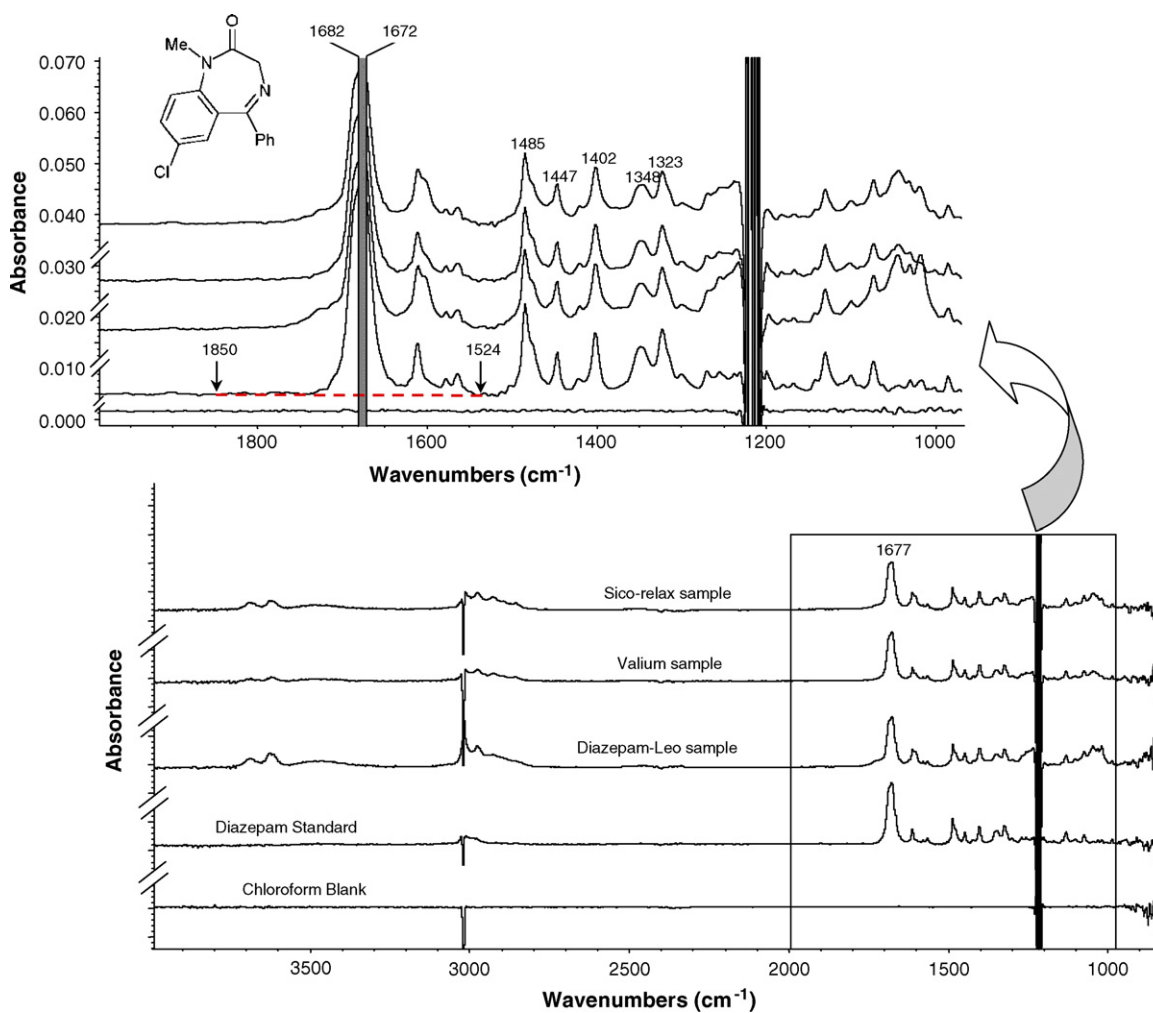 1682 1672
O
Me
N
N
Ph
Cl
0.070
0.060
0.050
0.040
0.030
0.020
0.010
0.000
Absorbance
1485
1447
1402
1348
1323
1850
1524
1800 1600 1400 1200 1000
Wavenumbers (cm-1)
1677
Sico-relax sample
Valium sample
Diazepam-Leo sample
Diazepam Standard
Chloroform Blank
Absorbance
3500 3000 2500 2000 1500 1000
Wavenumbers (cm-1)